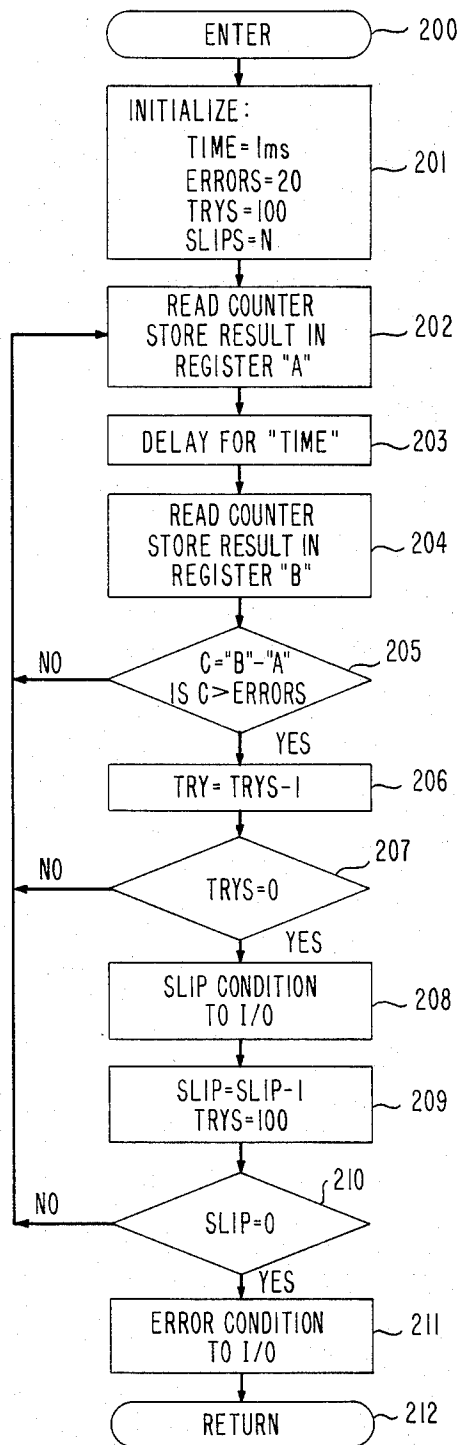 ENTER
200
INITIALIZE:
TIME=1ms
ERRORS=20
TRYS=100
SLIPS=N
201
READ COUNTER
STORE RESULT IN
REGISTER "A"
202
DELAY FOR "TIME"
203
READ COUNTER
STORE RESULT IN
REGISTER "B"
204
C="B"-"A"
IS C>ERRORS
205
NO
YES
TRY=TRYS-1
206
TRYS=0
207
NO
YES
SLIP CONDITION
TO I/O
208
SLIP=SLIP-1
TRYS=100
209
SLIP=0
210
NO
YES
ERROR CONDITION
TO I/O
211
RETURN
212